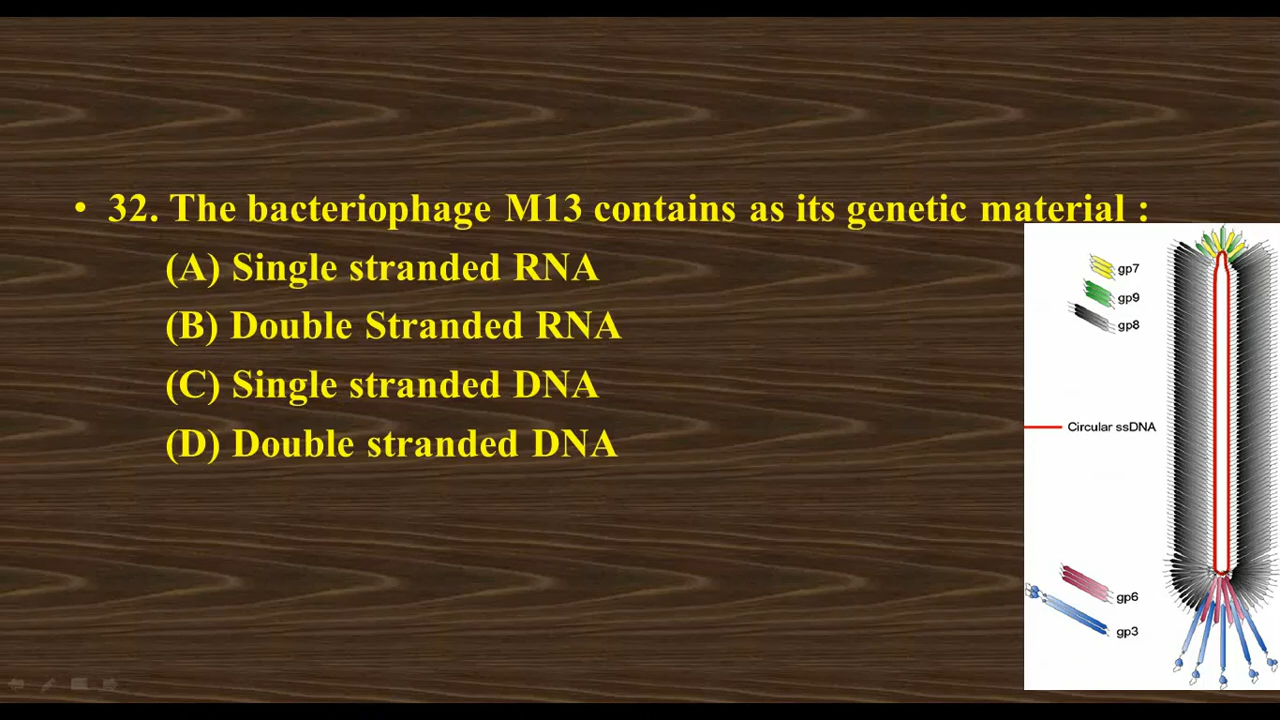 • 32. The bacteriophage M13 contains as its genetic material :
(A) Single stranded RNA
(B) Double Stranded RNA
(C) Single stranded DNA
(D) Double stranded DNA
gp7
gp9
gp8
Circular ssDNA
gp6
gp3